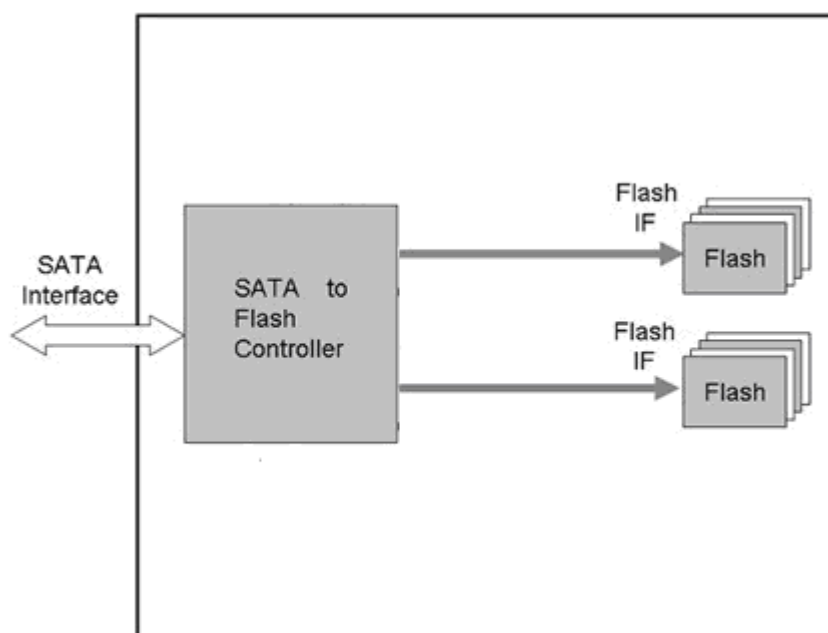 SATA
Interface
SATA to
Flash
Controller
Flash
IF
Flash
Flash
IF
Flash